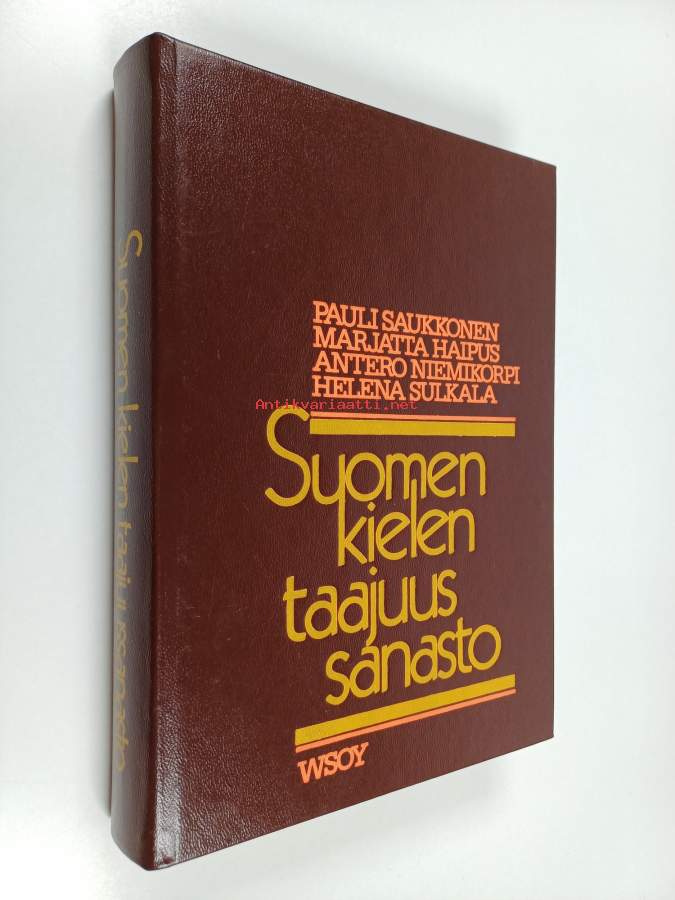 Suomen kielen taajuussanasto
PAULI SAUKKONEN
MARJATTA HAIPUS
ANTERO NIEMIKORPI
HELENA SULKALA
Antikvariaatti.net
Suomen
kielen
taajuus
sanasto
WSOY